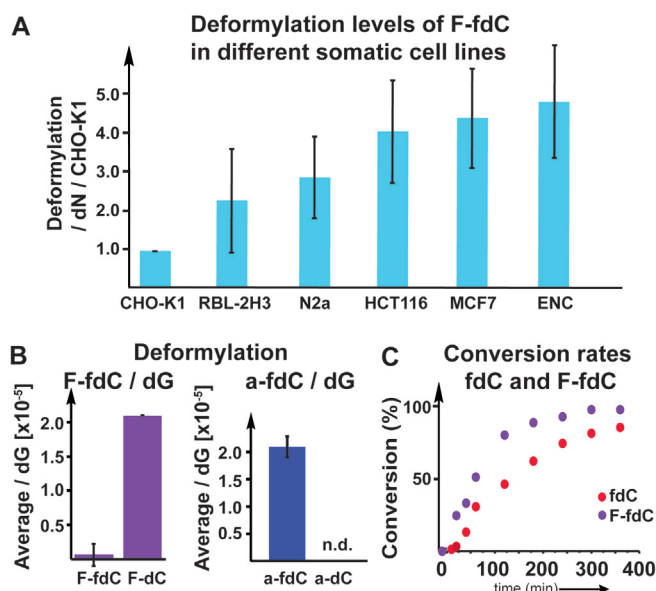 A
Deformylation levels of F-fdC
in different somatic cell lines
Deformylation
/ dN / CHO-K1
5.0
4.0
3.0
2.0
1.0
CHO-K1 RBL-2H3 N2a HCT116 MCF7 ENC
B
Deformylation
F-fdC / dG
a-fdC / dG
Average / dG [x10-5]
2.0
1.5
1.0
0.5
F-fdC F-dC
Average / dG [x10-5]
2.0
1.5
1.0
0.5
n.d.
a-fdC a-dC
C
Conversion rates
fdC and F-fdC
Conversion (%)
100
50
fdC
F-fdC
0 100 200 300 400
time (min)